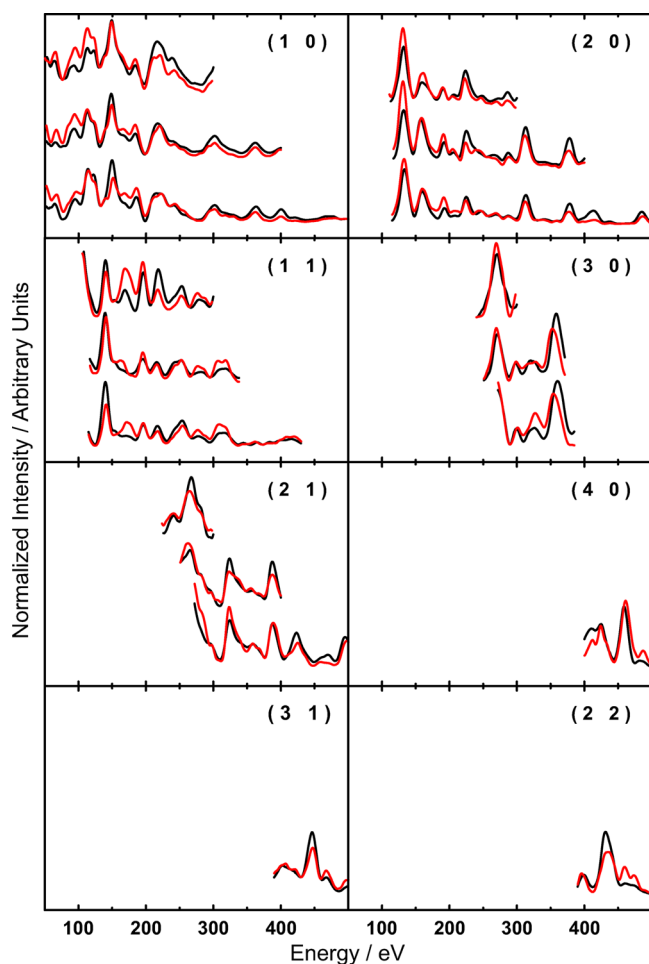 ( 1 0 )
( 2 0 )
( 1 1 )
( 3 0 )
( 2 1 )
( 4 0 )
( 3 1 )
( 2 2 )
Normalized Intensity / Arbitrary Units
100 200 300 400 100 200 300 400
Energy / eV